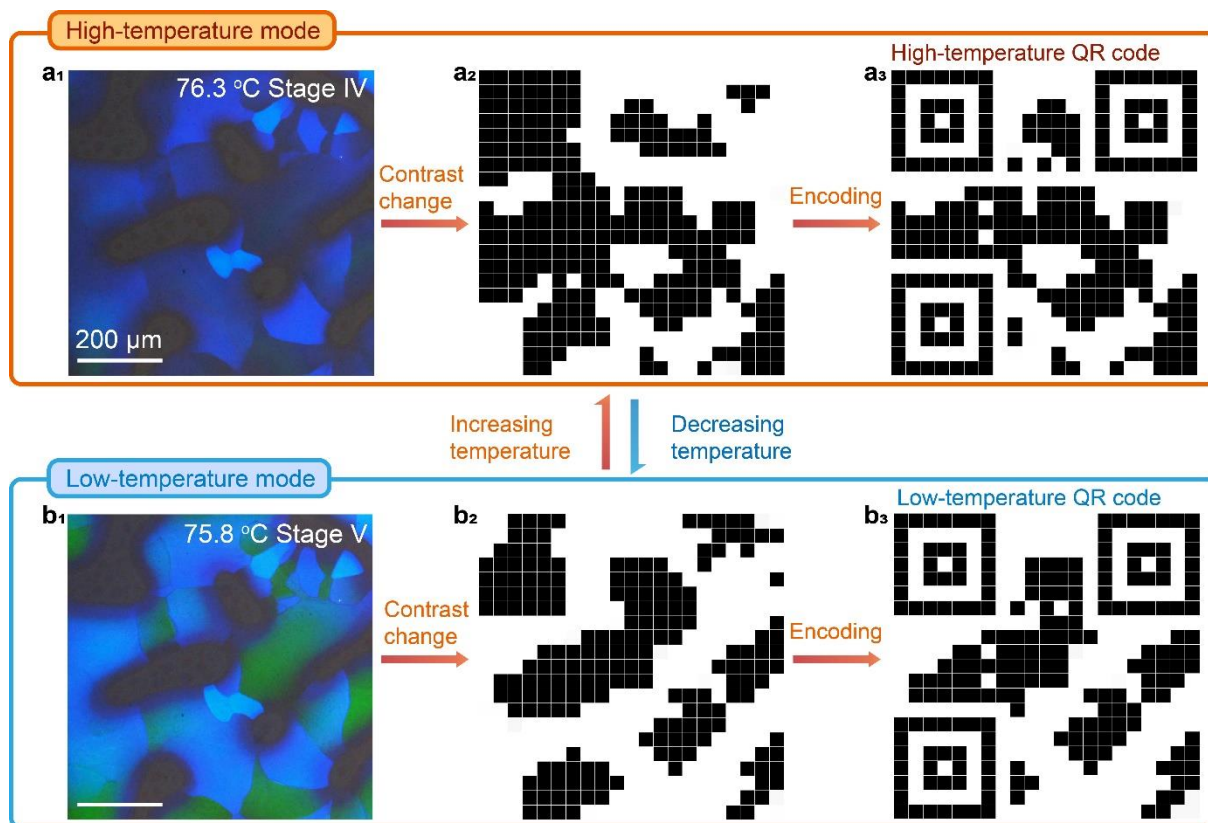 High-temperature mode
High-temperature QR code
a₁
76.3 °C Stage IV
a₂
a₃
Contrast
change
Encoding
200 µm
Increasing
temperature
Decreasing
temperature
Low-temperature mode
Low-temperature QR code
b₁
75.8 °C Stage V
b₂
b₃
Contrast
change
Encoding